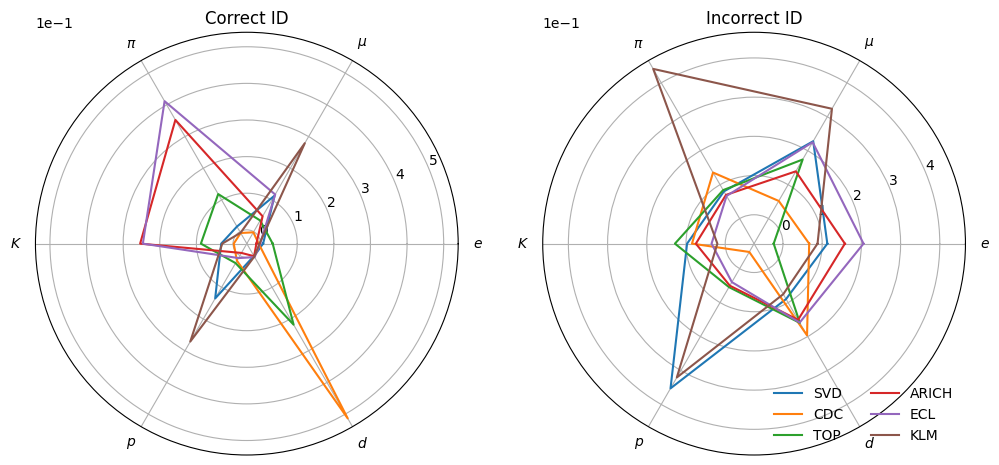 Correct ID
1e−1
e
μ
π
K
p
d
1
2
3
4
5
Incorrect ID
1e−1
e
μ
π
K
p
d
0
2
3
4
SVD
CDC
TOP
ARICH
ECL
KLM